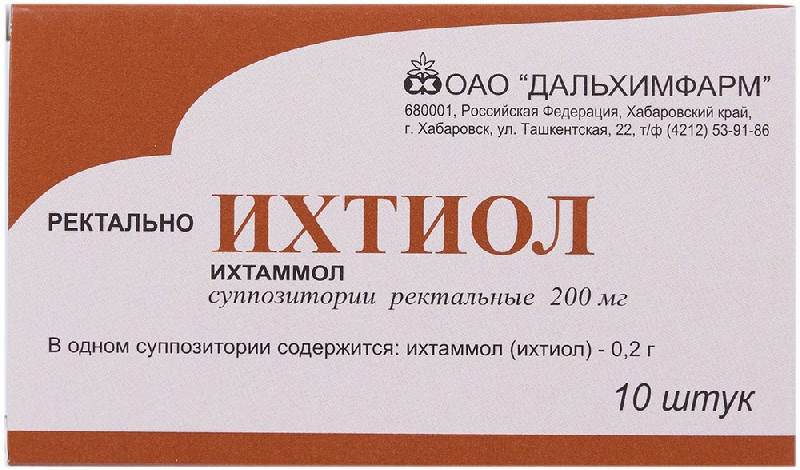 ОАО "ДАЛЬХИМФАРМ"
680001, Российская Федерация, Хабаровский край,
г. Хабаровск, ул. Ташкентская, 22, т/ф (4212) 53-91-86
РЕКТАЛЬНО ИХТИОЛ
ИХТАММОЛ
суппозитории ректальные 200 мг
В одном суппозитории содержится: ихтаммол (ихтиол) - 0,2 г
10 штук